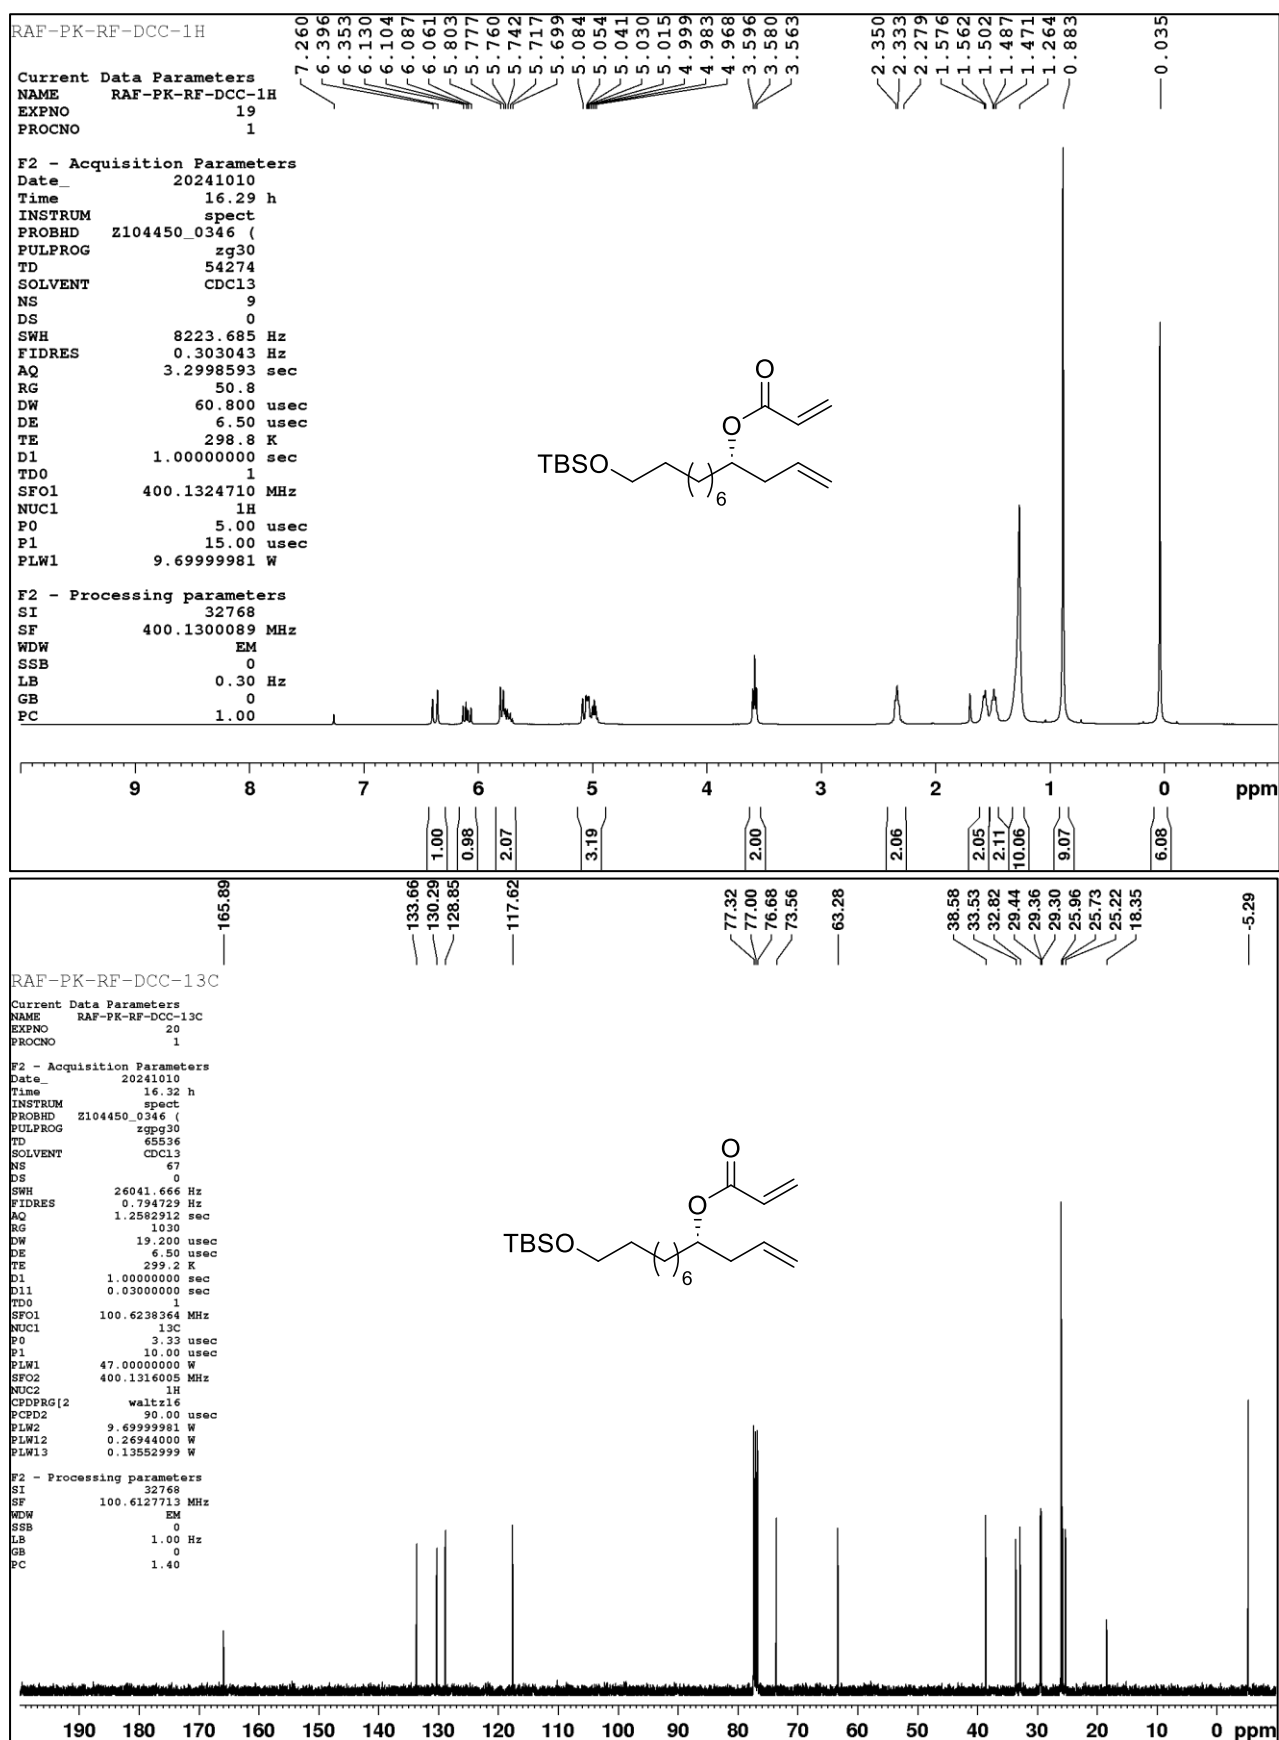 RAF-PK-RF-DCC-1H
7.260
6.396
6.353
6.130
6.104
6.087
6.061
5.803
5.777
5.760
5.742
5.717
5.699
5.084
5.054
5.041
5.030
5.015
4.999
4.983
4.968
3.596
3.580
3.563
2.350
2.333
2.279
1.576
1.562
1.502
1.487
1.471
1.264
0.883
0.035
Current Data Parameters
NAME RAF-PK-RF-DCC-1H
EXPNO 19
PROCNO 1
F2 - Acquisition Parameters
Date_ 20241010
Time 16.29 h
INSTRUM spect
PROBHD Z104450_0346 (
PULPROG zg30
TD 54274
SOLVENT CDCl3
NS 9
DS 0
SWH 8223.685 Hz
FIDRES 0.303043 Hz
AQ 3.2998593 sec
RG 50.8
DW 60.800 usec
DE 6.50 usec
TE 298.8 K
D1 1.00000000 sec
TD0 1
SFO1 400.1324710 MHz
NUC1 1H
P0 5.00 usec
P1 15.00 usec
PLW1 9.69999981 W
F2 - Processing parameters
SI 32768
SF 400.1300089 MHz
WDW EM
SSB 0
LB 0.30 Hz
GB 0
PC 1.00
O
O
TBSO
6
9 8 7 6 5 4 3 2 1 0 ppm
1.00
0.98
2.07
3.19
2.00
2.06
2.05
2.11
10.06
9.07
6.08
165.89
133.66
130.29
128.85
117.62
77.32
77.00
76.68
73.56
63.28
38.58
33.53
32.82
29.44
29.36
29.30
25.96
25.73
25.22
18.35
-5.29
RAF-PK-RF-DCC-13C
Current Data Parameters
NAME RAF-PK-RF-DCC-13C
EXPNO 20
PROCNO 1
F2 - Acquisition Parameters
Date_ 20241010
Time 16.32 h
INSTRUM spect
PROBHD Z104450_0346 (
PULPROG zgpg30
TD 65536
SOLVENT CDCl3
NS 67
DS 0
SWH 26041.666 Hz
FIDRES 0.794729 Hz
AQ 1.2582912 sec
RG 1030
DW 19.200 usec
DE 6.50 usec
TE 299.2 K
D1 1.00000000 sec
D11 0.03000000 sec
TD0 1
SFO1 100.6238364 MHz
NUC1 13C
P0 3.33 usec
P1 10.00 usec
PLW1 47.00000000 W
SFO2 400.1316005 MHz
NUC2 1H
CPDPRG[2 waltz16
PCPD2 90.00 usec
PLW2 9.69999981 W
PLW12 0.26944000 W
PLW13 0.13552999 W
F2 - Processing parameters
SI 32768
SF 100.6127713 MHz
WDW EM
SSB 0
LB 1.00 Hz
GB 0
PC 1.40
O
O
TBSO
6
190 180 170 160 150 140 130 120 110 100 90 80 70 60 50 40 30 20 10 0 ppm